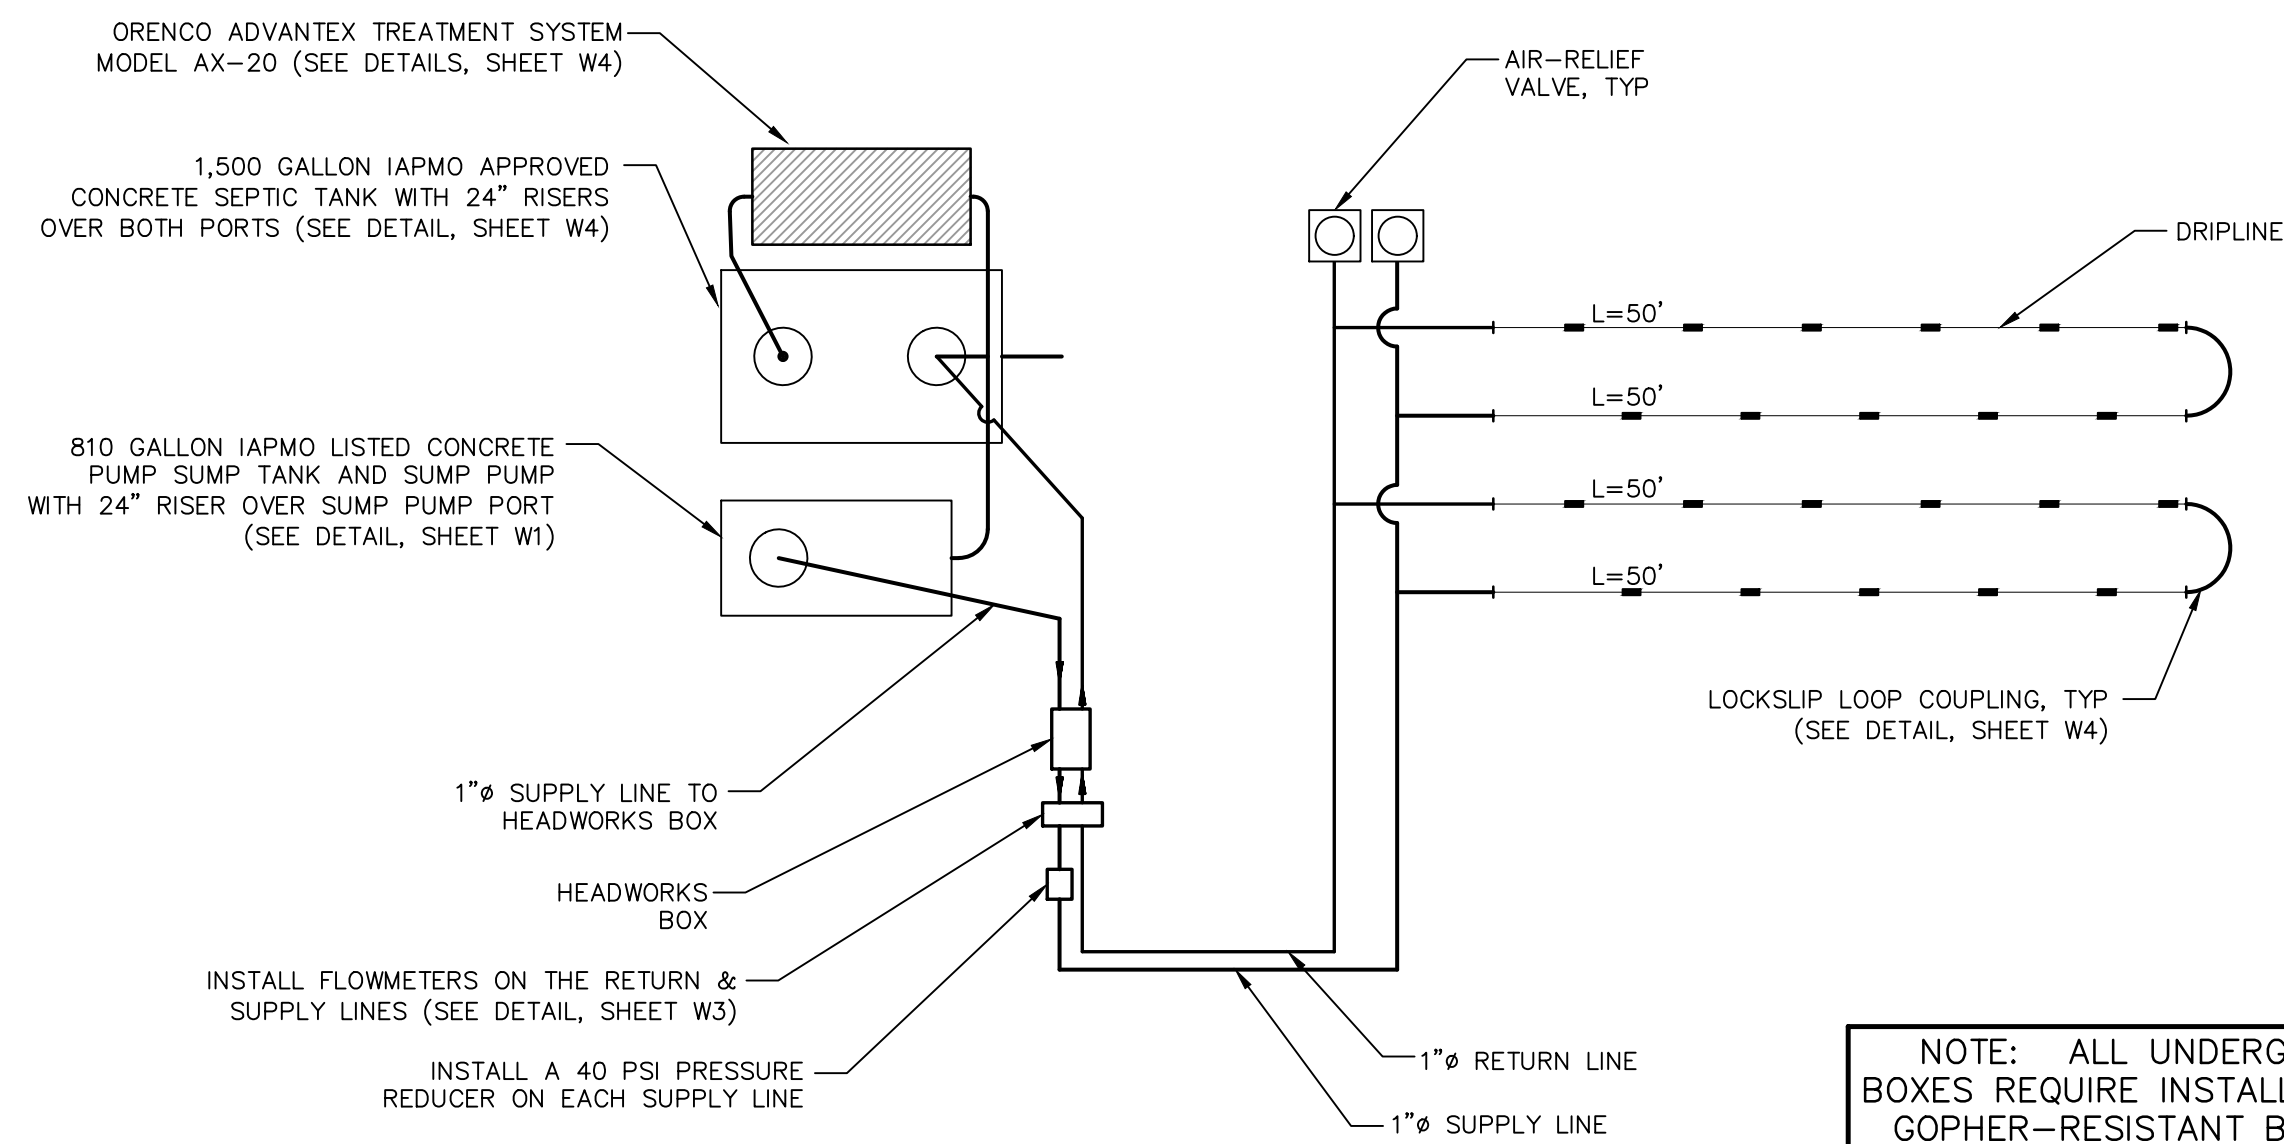 ORENCO ADVANTEX TREATMENT SYSTEM
MODEL AX-20 (SEE DETAILS, SHEET W4)
1,500 GALLON IAPMO APPROVED
CONCRETE SEPTIC TANK WITH 24" RISERS
OVER BOTH PORTS (SEE DETAIL, SHEET W4)
810 GALLON IAPMO LISTED CONCRETE
PUMP SUMP TANK AND SUMP PUMP
WITH 24" RISER OVER SUMP PUMP PORT
(SEE DETAIL, SHEET W1)
1"ø SUPPLY LINE TO
HEADWORKS BOX
HEADWORKS
BOX
INSTALL FLOWMETERS ON THE RETURN &
SUPPLY LINES (SEE DETAIL, SHEET W3)
INSTALL A 40 PSI PRESSURE
REDUCER ON EACH SUPPLY LINE
AIR-RELIEF
VALVE, TYP
DRIPLINE
L=50'
L=50'
L=50'
L=50'
LOCKSLIP LOOP COUPLING, TYP
(SEE DETAIL, SHEET W4)
1"ø RETURN LINE
1"ø SUPPLY LINE
NOTE: ALL UNDERG
BOXES REQUIRE INSTALL
GOPHER-RESISTANT B